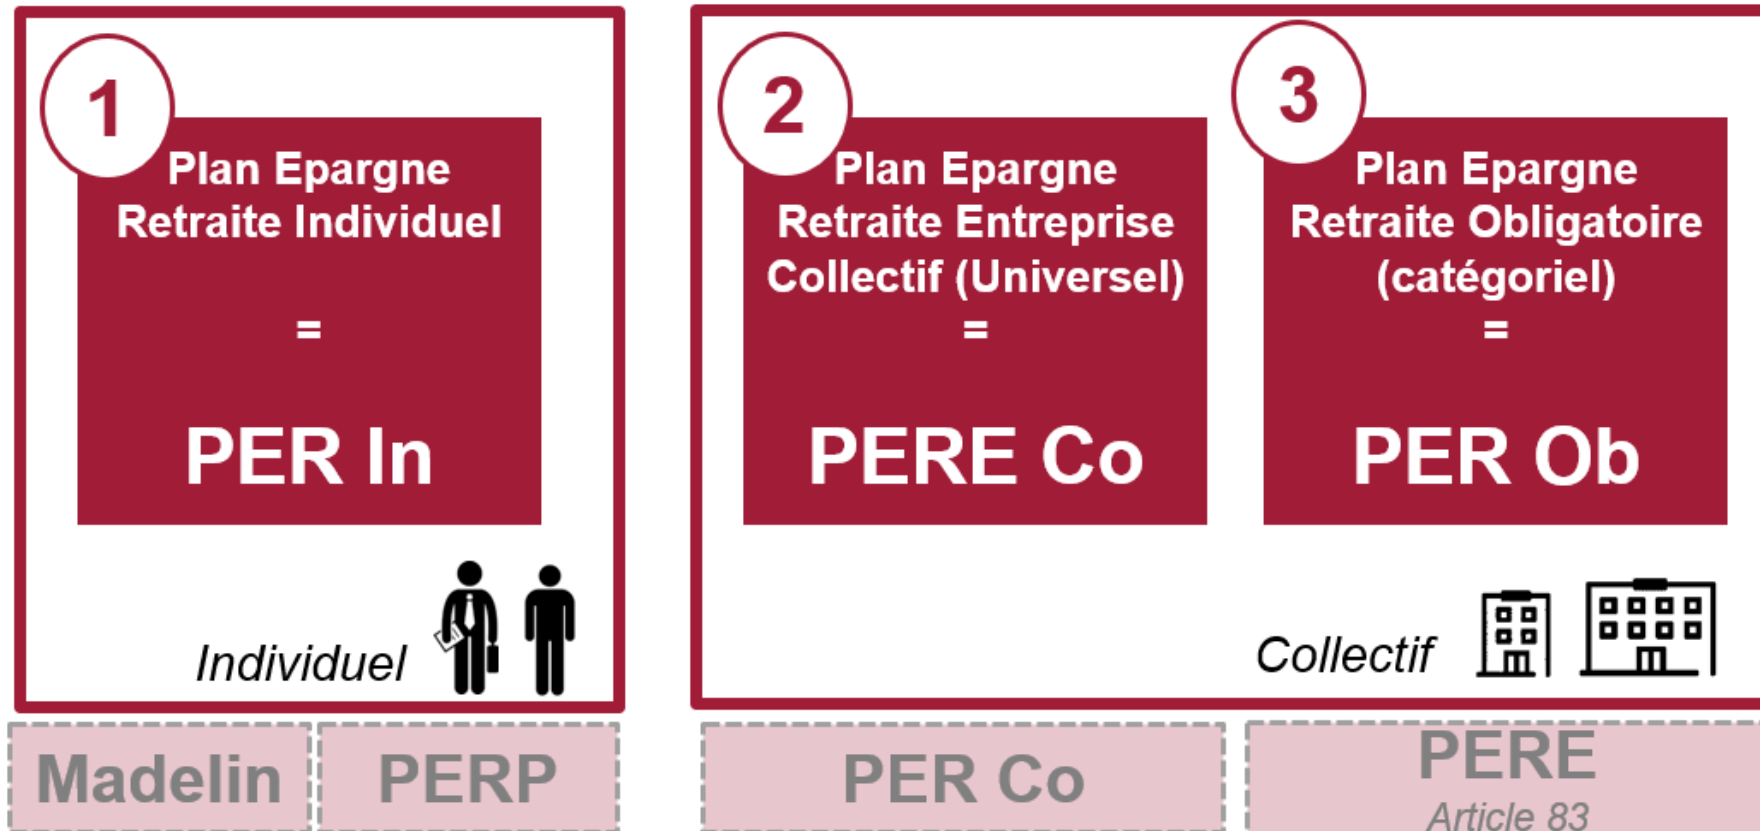 1
Plan Epargne
Retraite Individuel
=
PER In
Individuel
2
Plan Epargne
Retraite Entreprise
Collectif (Universel)
=
PERE Co
3
Plan Epargne
Retraite Obligatoire
(catégoriel)
=
PER Ob
Collectif
Madelin
PERP
PER Co
PERE
Article 83